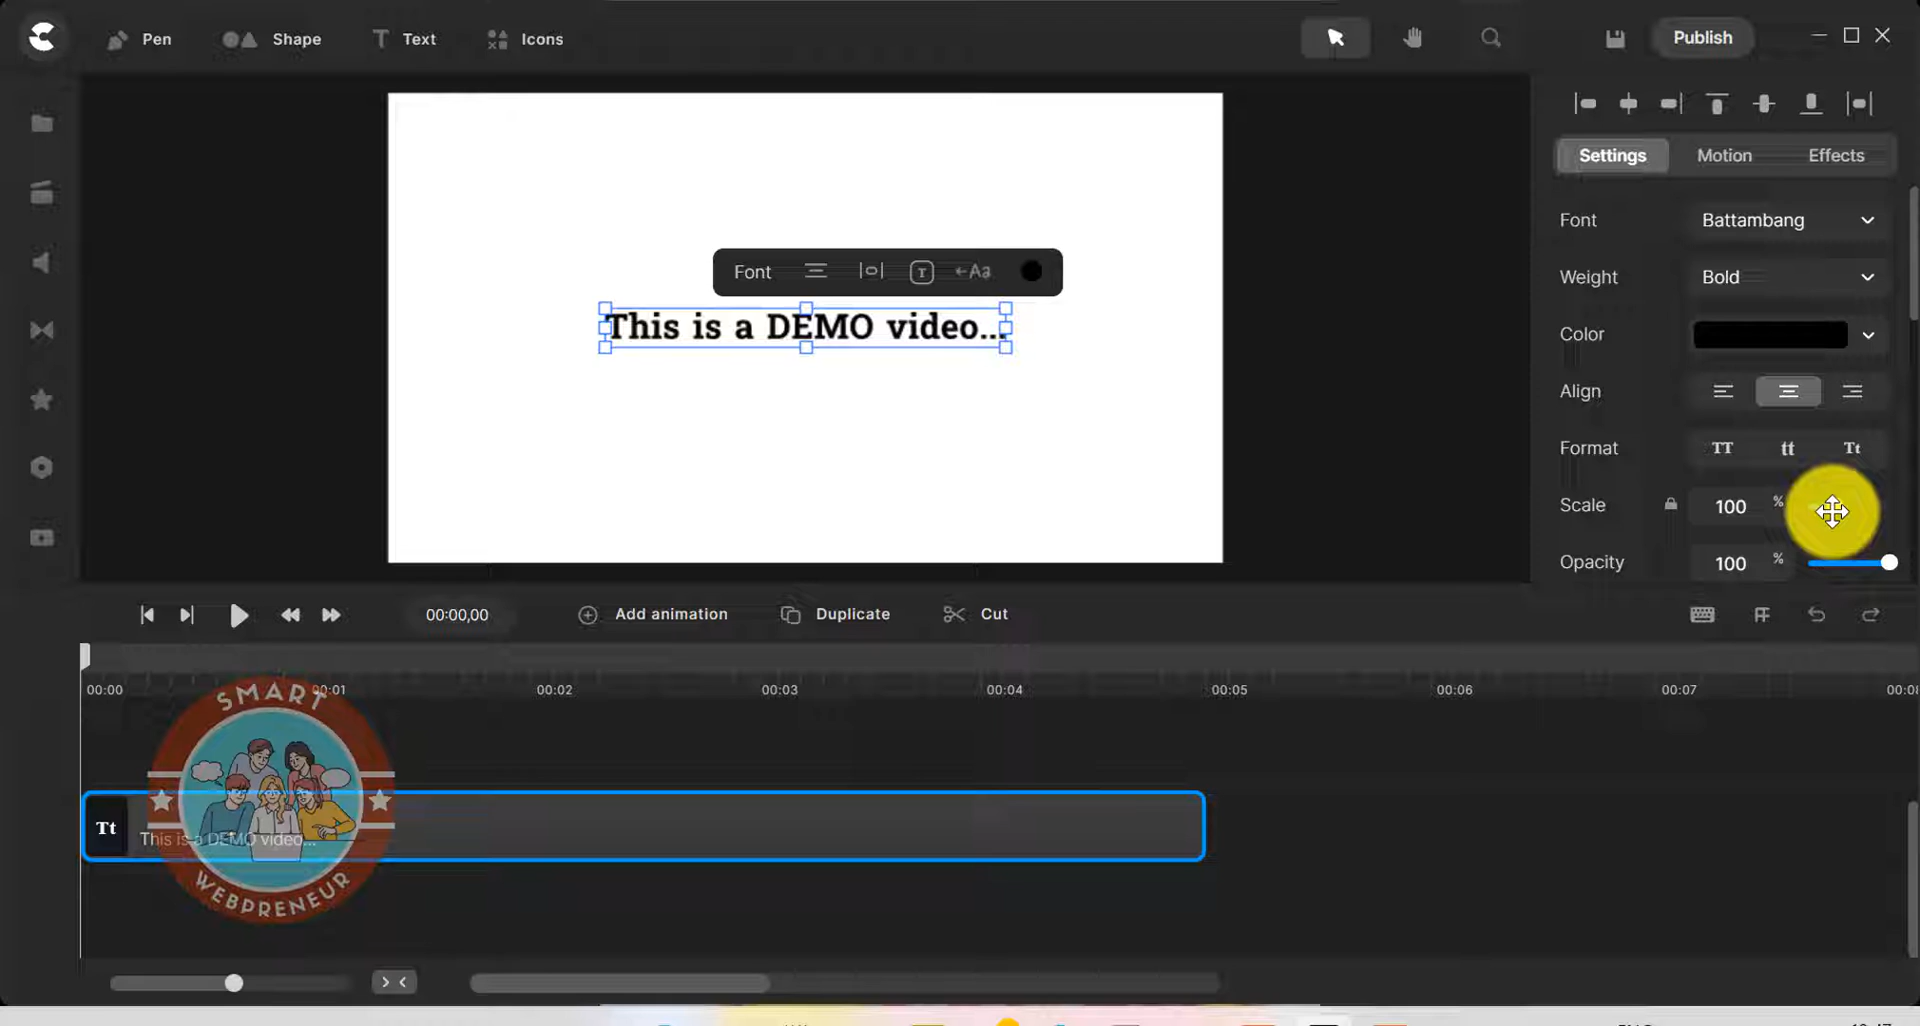 Pen Shape T Text Icons Publish
Settings Motion Effects
Font Battambang
Font T ←Aa
Weight Bold
This is a DEMO video...
Color
Align
Format TT tt Tt
Scale 100 %
Opacity 100 %
00:00,00 Add animation Duplicate Cut
00:00 00:01 00:02 00:03 00:04 00:05 00:06 00:07
SMART
Tt This is a DEMO video...
WEBPRENEUR